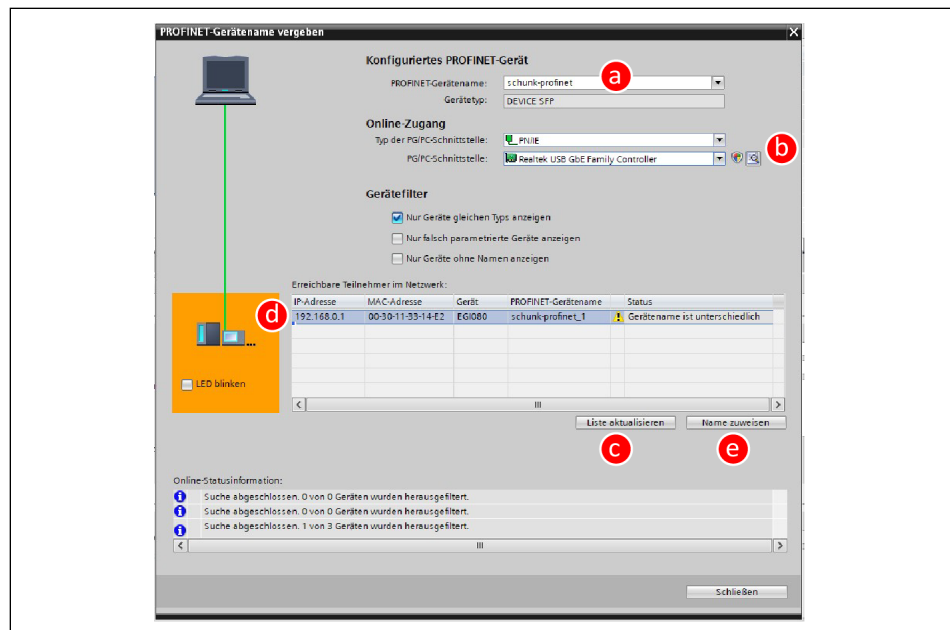 PROFINET-Gerätename vergeben
Konfiguriertes PROFINET-Gerät
PROFINET-Gerätename: schunk-profinet
a
Gerätetyp: DEVICE SFP
Online-Zugang
Typ der PG/PC-Schnittstelle: PN/IE
PG/PC-Schnittstelle: Realtek USB GbE Family Controller
b
Gerätefilter
Nur Geräte gleichen Typs anzeigen
Nur falsch parametrierte Geräte anzeigen
Nur Geräte ohne Namen anzeigen
Erreichbare Teilnehmer im Netzwerk:
IP-Adresse MAC-Adresse Gerät PROFINET-Gerätename Status
d
192.168.0.1 00-30-11-33-14-E2 EGI080 schunk-profinet_1 Gerätename ist unterschiedlich
...
LED blinken
Liste aktualisieren Name zuweisen
c e
Online-Statusinformation:
Suche abgeschlossen. 0 von 0 Geräten wurden herausgefiltert.
Suche abgeschlossen. 0 von 0 Geräten wurden herausgefiltert.
Suche abgeschlossen. 1 von 3 Geräten wurden herausgefiltert.
Schließen